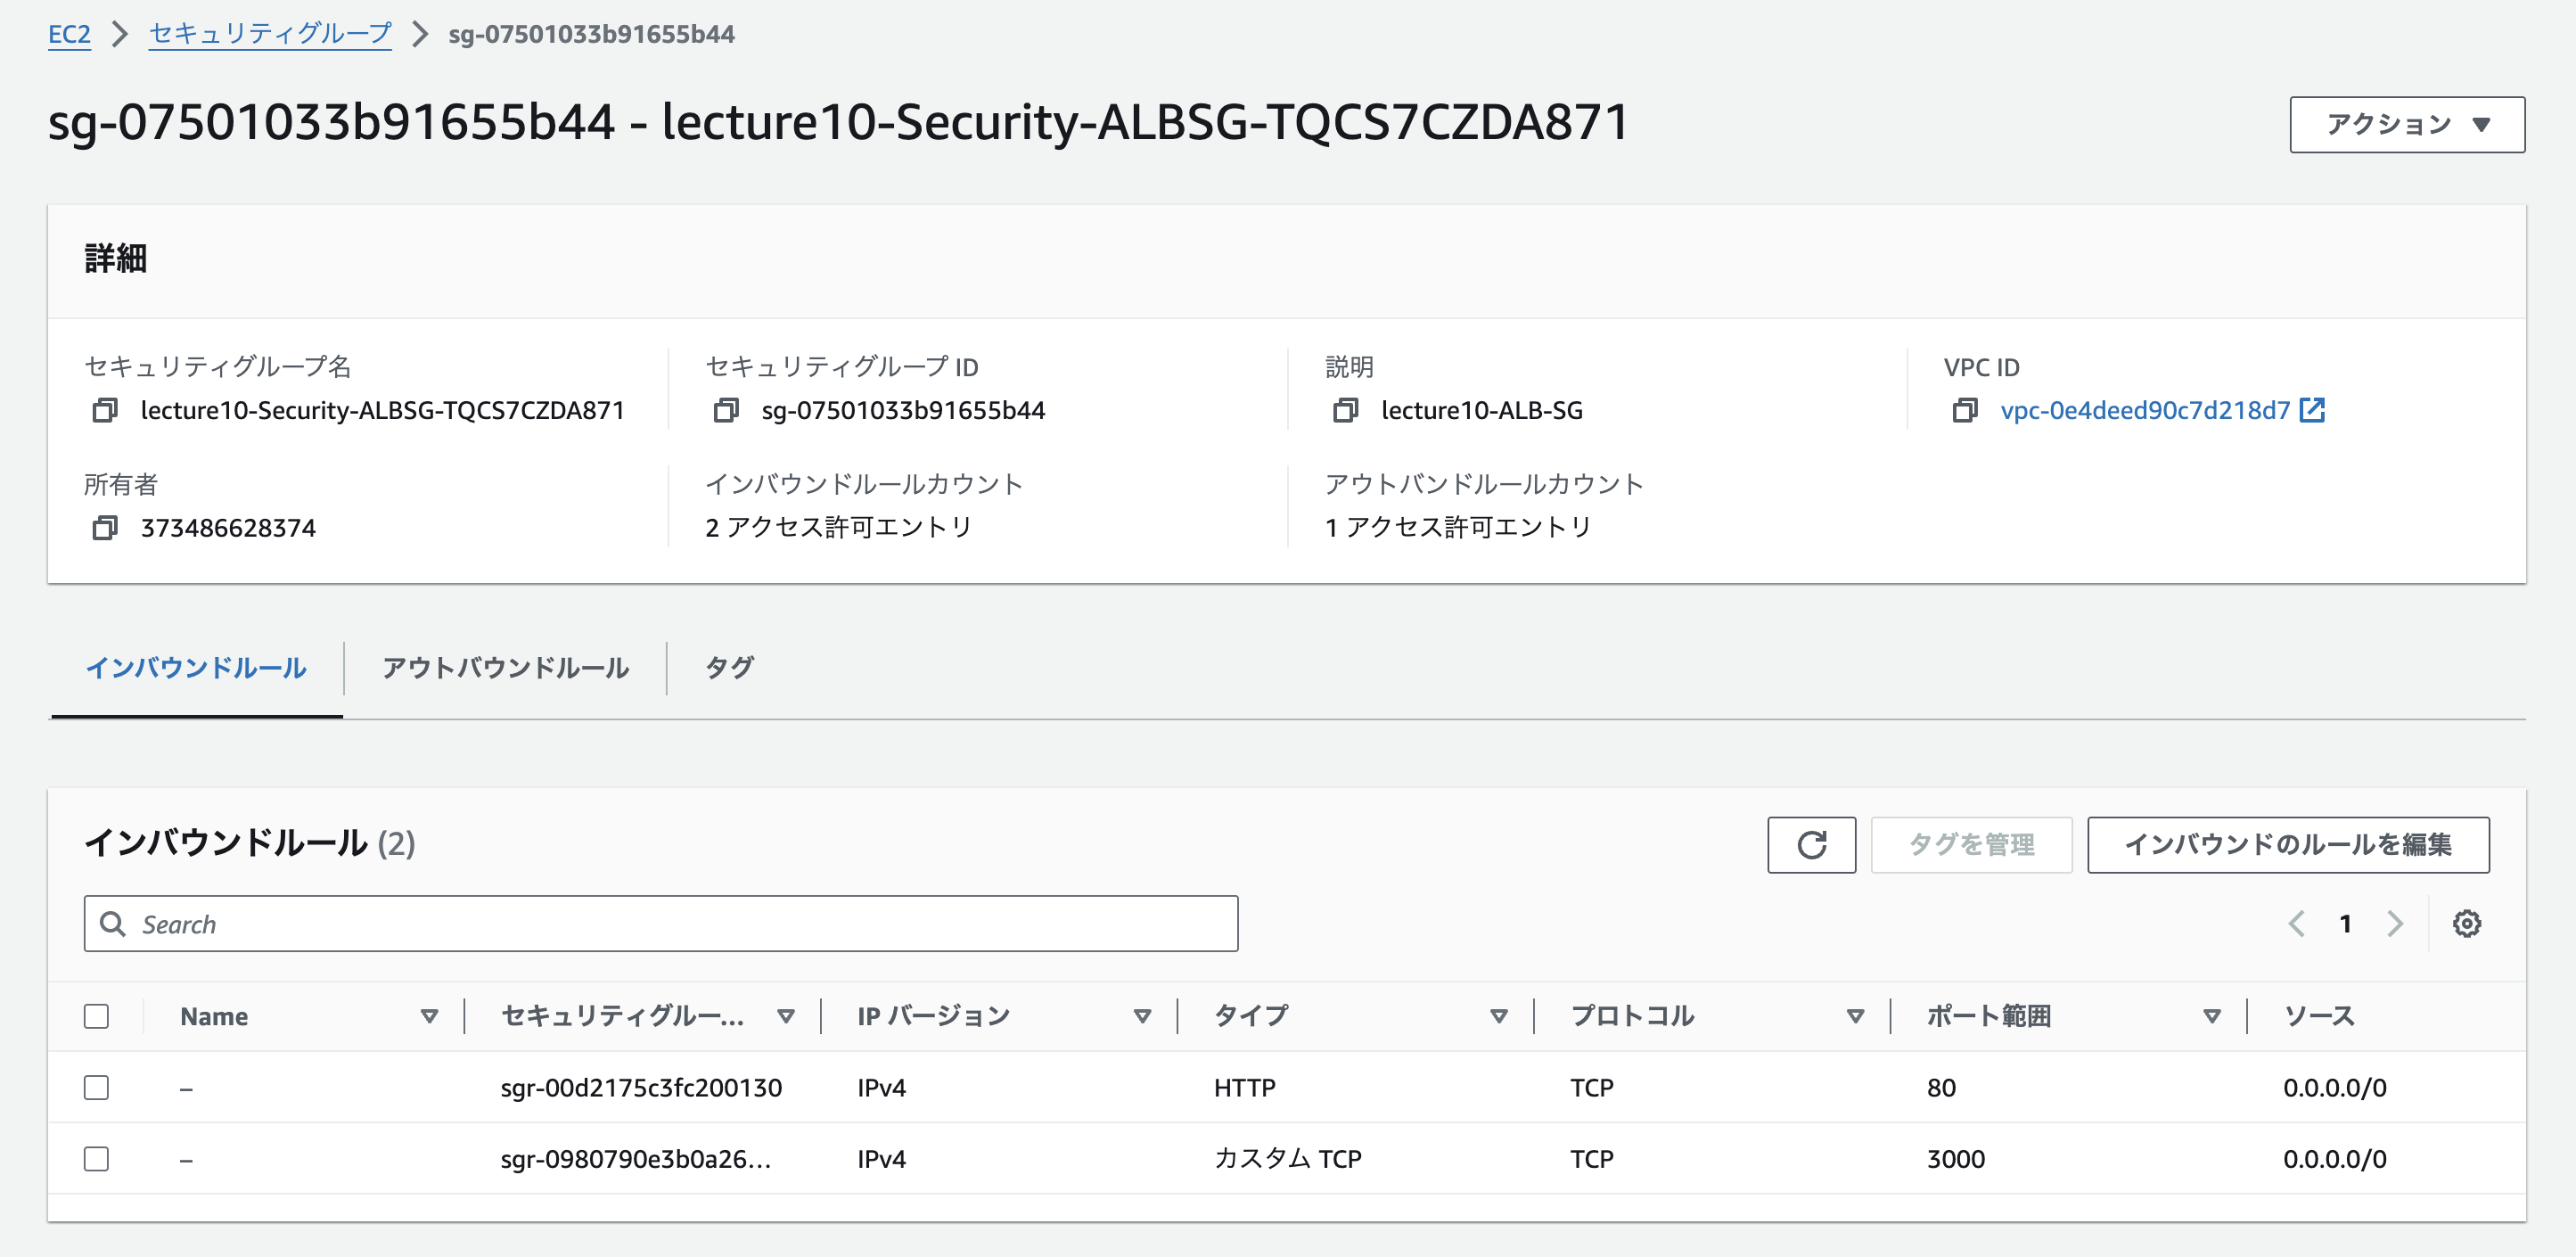 EC2 > セキュリティグループ > sg-07501033b91655b44
sg-07501033b91655b44 - lecture10-Security-ALBSG-TQCS7CZDA871
アクション
詳細
セキュリティグループ名 セキュリティグループ ID 説明 VPC ID
lecture10-Security-ALBSG-TQCS7CZDA871 sg-07501033b91655b44 lecture10-ALB-SG vpc-0e4deed90c7d218d7
所有者 インバウンドルールカウント アウトバンドルールカウント
373486628374 2 アクセス許可エントリ 1 アクセス許可エントリ
インバウンドルール アウトバウンドルール タグ
インバウンドルール (2) タグを管理 インバウンドのルールを編集
Search 1
Name セキュリティグルー... IP バージョン タイプ プロトコル ポート範囲 ソース
– sgr-00d2175c3fc200130 IPv4 HTTP TCP 80 0.0.0.0/0
– sgr-0980790e3b0a26... IPv4 カスタム TCP TCP 3000 0.0.0.0/0